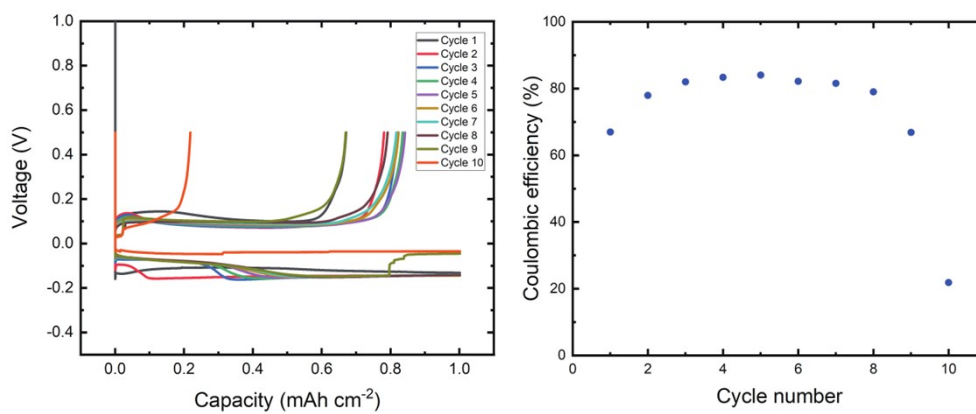 1.0
0.8
0.6
0.4
0.2
0.0
-0.2
-0.4
Voltage (V)
0.0
0.2
0.4
0.6
0.8
1.0
Capacity (mAh cm⁻²)
Cycle 1
Cycle 2
Cycle 3
Cycle 4
Cycle 5
Cycle 6
Cycle 7
Cycle 8
Cycle 9
Cycle 10
100
80
60
40
20
0
Coulombic efficiency (%)
0
2
4
6
8
10
Cycle number